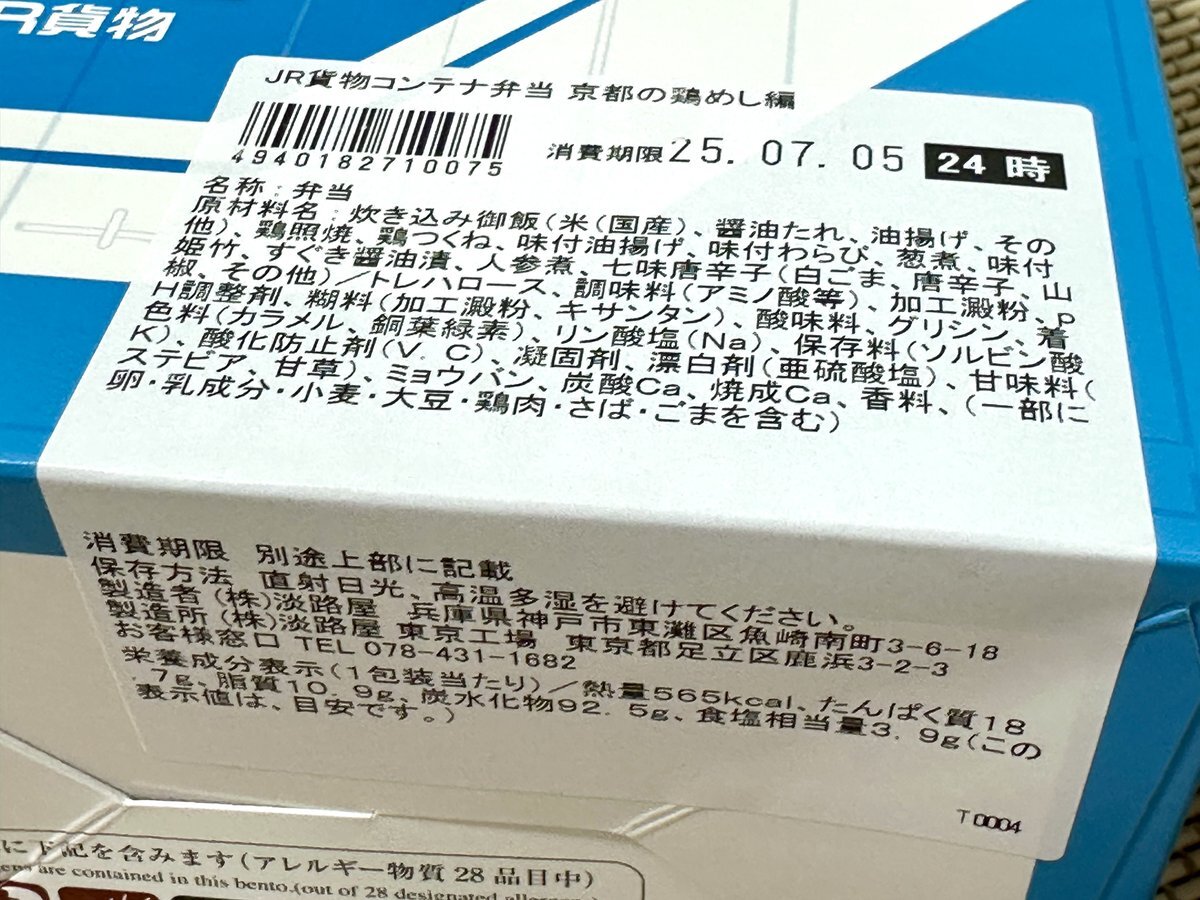 R貨物
JR貨物コンテナ弁当 京都の鶏めし編
4940182710075
消費期限25.07.05 24時
名称:弁当
原材料名:炊き込み御飯(米(国産)、醤油たれ、油揚げ、その
他)、鶏照焼、鶏つくね、味付油揚げ、味付わらび、葱煮、味付
姫竹、すぐき醤油漬、人参煮、七味唐辛子(白ごま、唐辛子、山
椒、その他)/トレハロース、調味料(アミノ酸等)、加工澱粉、p
H調整剤、糊料(加工澱粉、キサンタン)、酸味料、グリシン、着
色料(カラメル、銅葉緑素)、リン酸塩(Na)、保存料(ソルビン酸
K)、酸化防止剤(V.C)、凝固剤、漂白剤(亜硫酸塩)、甘味料(
ステビア、甘草)、ミョウバン、炭酸Ca、焼成Ca、香料、(一部に
卵・乳成分・小麦・大豆・鶏肉・さば・ごまを含む)
消費期限 別途上部に記載
保存方法 直射日光、高温多湿を避けてください。
製造者(株)淡路屋 兵庫県神戸市東灘区魚崎南町3-6-18
製造所(株)淡路屋 東京工場 東京都足立区鹿浜3-2-3
お客様窓口 TEL078-431-1682
栄養成分表示(1包装当たり)/熱量565kcal、たんぱく質18
.7g、脂質10.9g、炭水化物92.5g、食塩相当量3.9g(この
表示値は、目安です。)
T0004
に下記を含みます(アレルギー物質28品目中)
are contained in this bento.(out of 28 designated